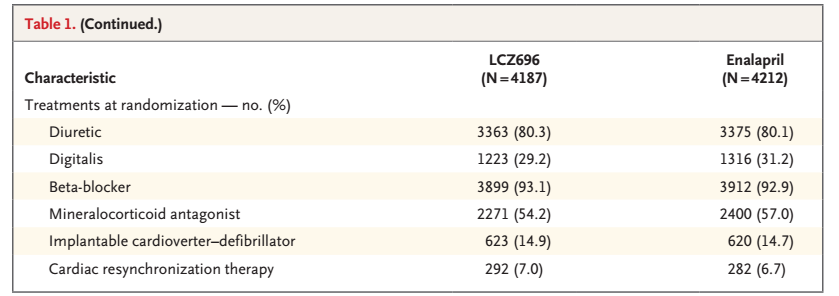 Table 1. (Continued.)
Characteristic LCZ696 (N=4187) Enalapril (N=4212)
Treatments at randomization — no. (%)
Diuretic 3363 (80.3) 3375 (80.1)
Digitalis 1223 (29.2) 1316 (31.2)
Beta-blocker 3899 (93.1) 3912 (92.9)
Mineralocorticoid antagonist 2271 (54.2) 2400 (57.0)
Implantable cardioverter–defibrillator 623 (14.9) 620 (14.7)
Cardiac resynchronization therapy 292 (7.0) 282 (6.7)